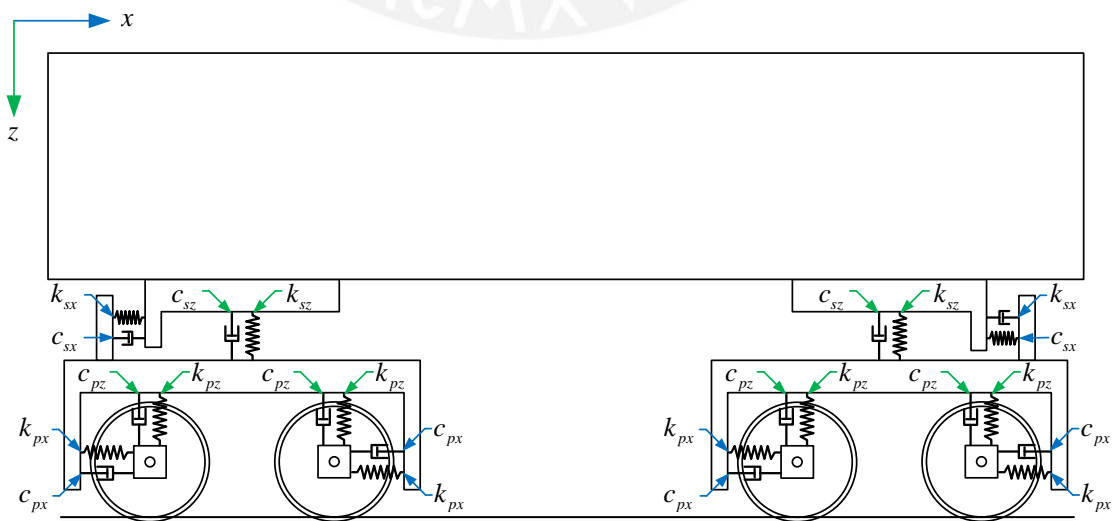 x
z
k_sx c_sz k_sz c_sz k_sz k_sx
c_sx c_sx
c_pz k_pz c_pz k_pz c_pz k_pz c_pz k_pz
k_px c_px k_px c_px
c_px k_px c_px k_px